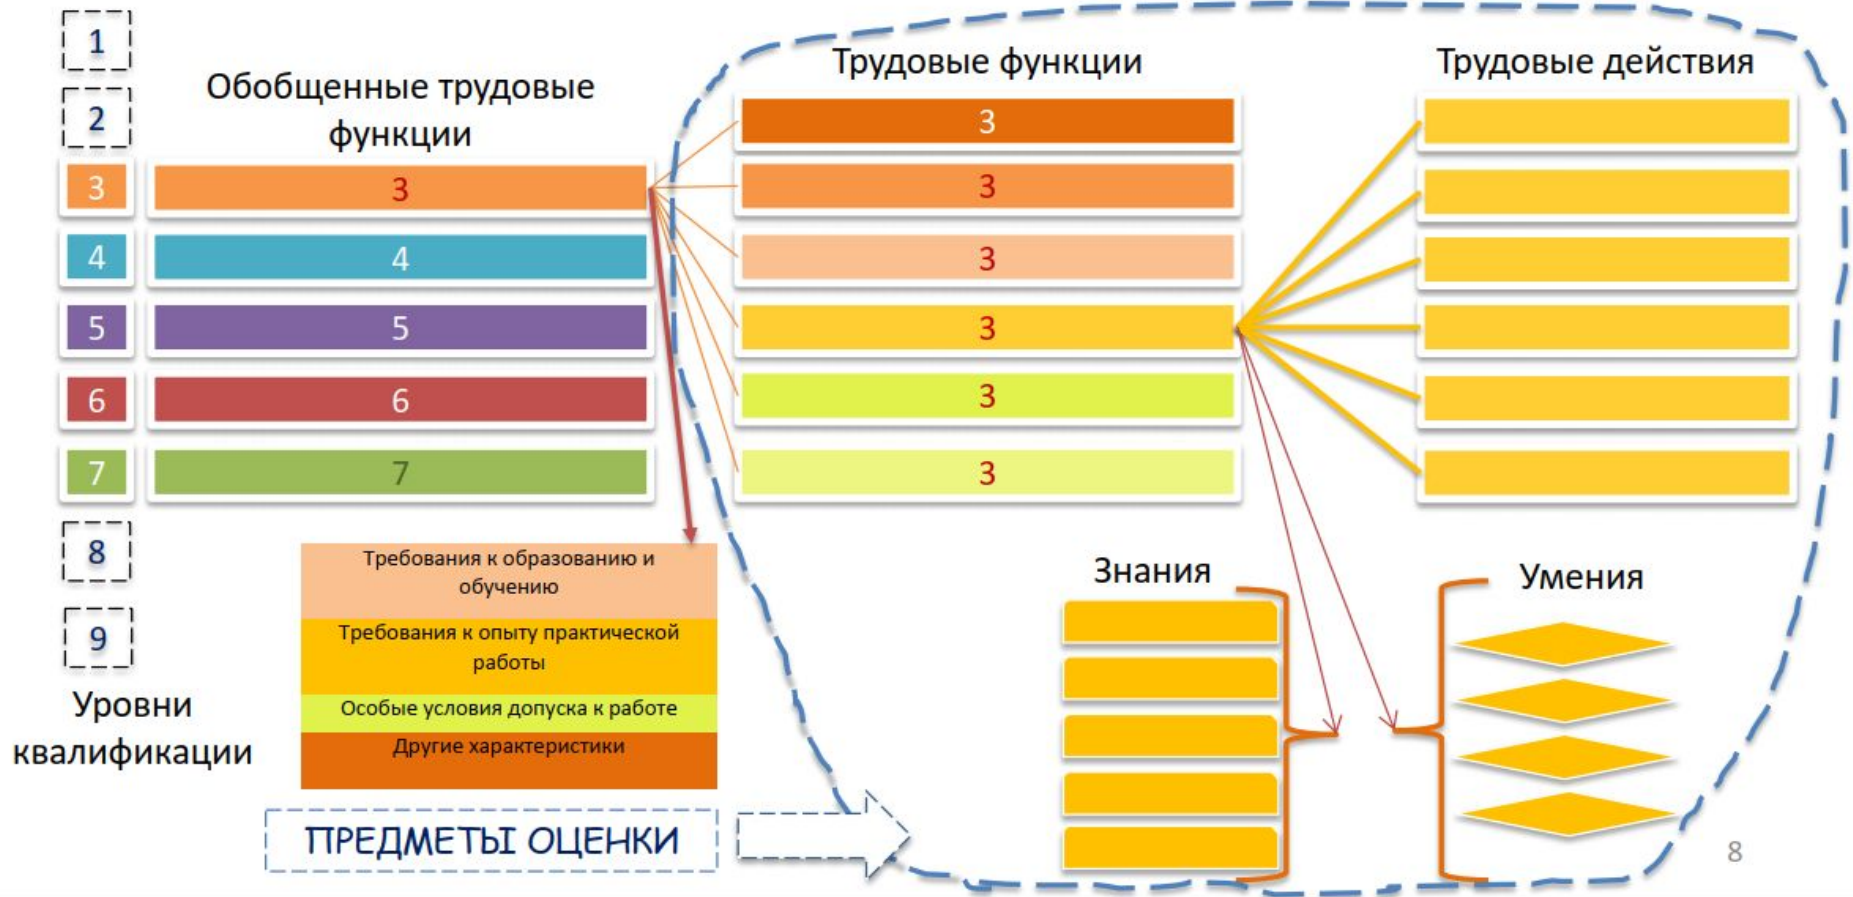 1
2
3
4
5
6
7
8
9
Уровни
квалификации
Обобщенные трудовые
функции
3
4
5
6
7
Трудовые функции
3
3
3
3
3
3
Трудовые действия
Требования к образованию и
обучению
Требования к опыту практической
работы
Особые условия допуска к работе
Другие характеристики
Знания
Умения
ПРЕДМЕТЫ ОЦЕНКИ
8